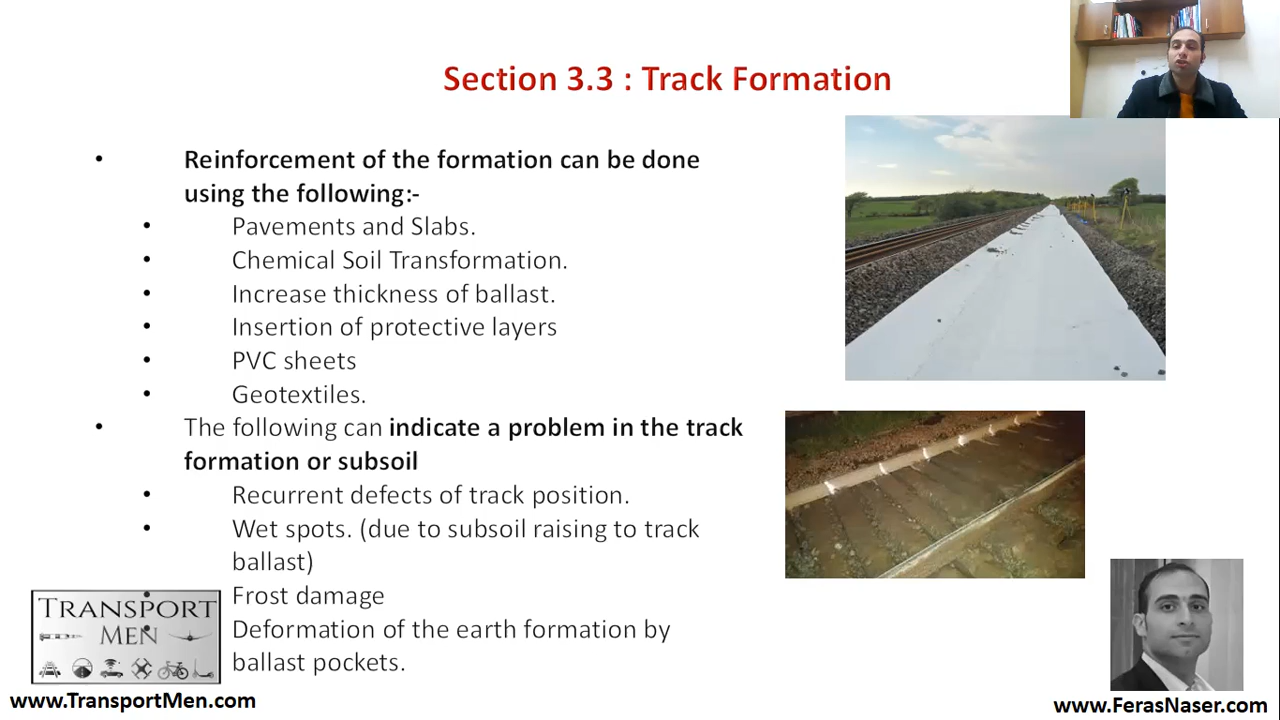 Section 3.3 : Track Formation
• Reinforcement of the formation can be done
using the following:-
• Pavements and Slabs.
• Chemical Soil Transformation.
• Increase thickness of ballast.
• Insertion of protective layers
• PVC sheets
• Geotextiles.
• The following can indicate a problem in the track
formation or subsoil
• Recurrent defects of track position.
• Wet spots. (due to subsoil raising to track
ballast)
• Frost damage
• Deformation of the earth formation by
ballast pockets.
TRANSPORT
MEN
www.TransportMen.com
www.FerasNaser.com